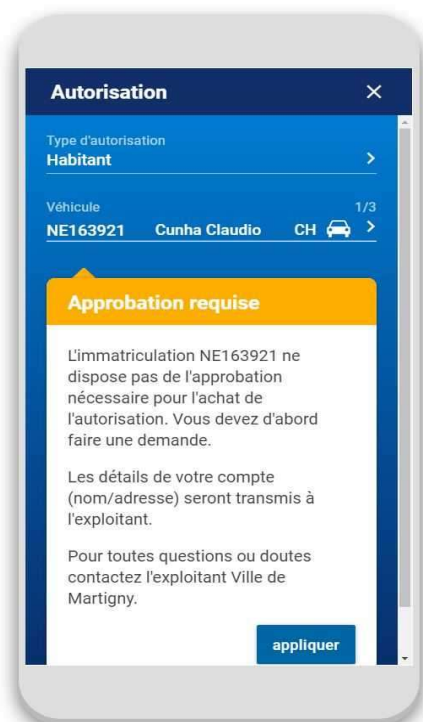 Autorisation
Type d'autorisation
Habitant
Véhicule 1/3
NE163921 Cunha Claudio CH
Approbation requise
L'immatriculation NE163921 ne
dispose pas de l'approbation
nécessaire pour l'achat de
l'autorisation. Vous devez d'abord
faire une demande.
Les détails de votre compte
(nom/adresse) seront transmis à
l'exploitant.
Pour toutes questions ou doutes
contactez l'exploitant Ville de
Martigny.
appliquer